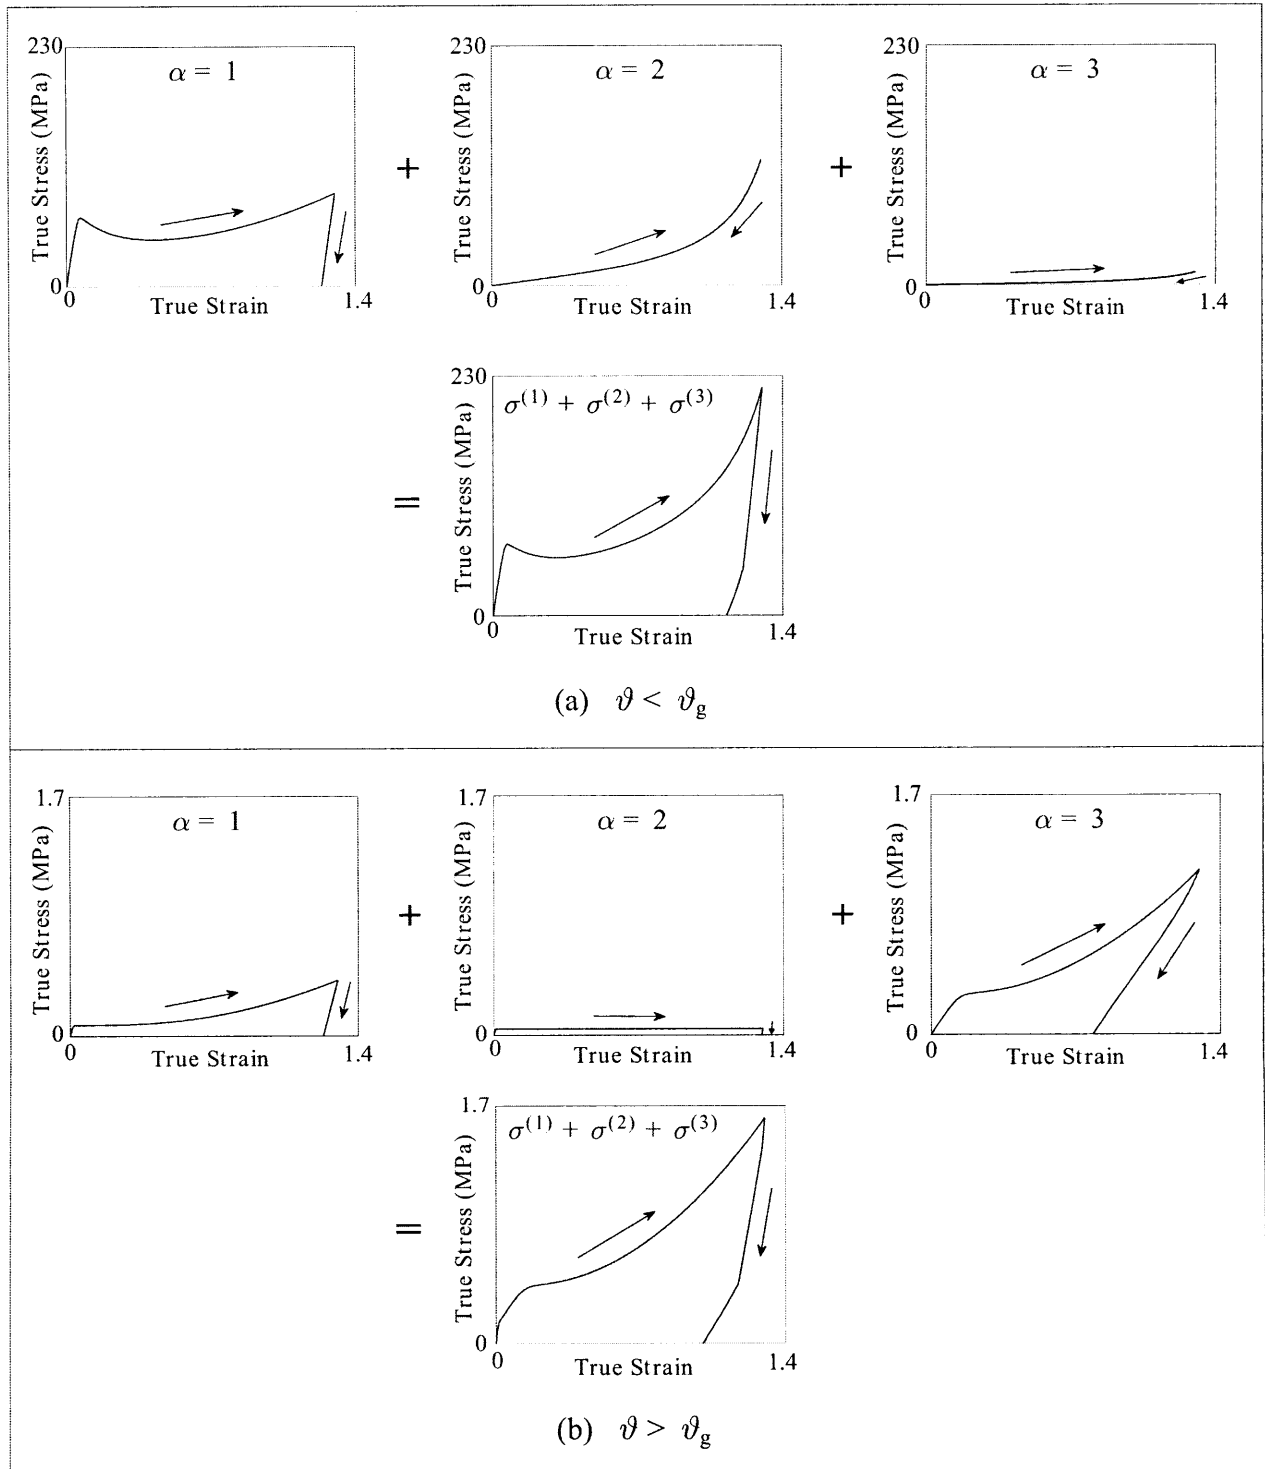 230
α = 1
True Stress (MPa)
0
0
1.4
True Strain
+
230
α = 2
True Stress (MPa)
0
0
1.4
True Strain
+
230
α = 3
True Stress (MPa)
0
0
1.4
True Strain
=
230
σ(1) + σ(2) + σ(3)
True Stress (MPa)
0
0
1.4
True Strain
(a) ϑ < ϑg
1.7
α = 1
True Stress (MPa)
0
0
1.4
True Strain
+
1.7
α = 2
True Stress (MPa)
0
0
1.4
True Strain
+
1.7
α = 3
True Stress (MPa)
0
0
1.4
True Strain
=
1.7
σ(1) + σ(2) + σ(3)
True Stress (MPa)
0
0
1.4
True Strain
(b) ϑ > ϑg